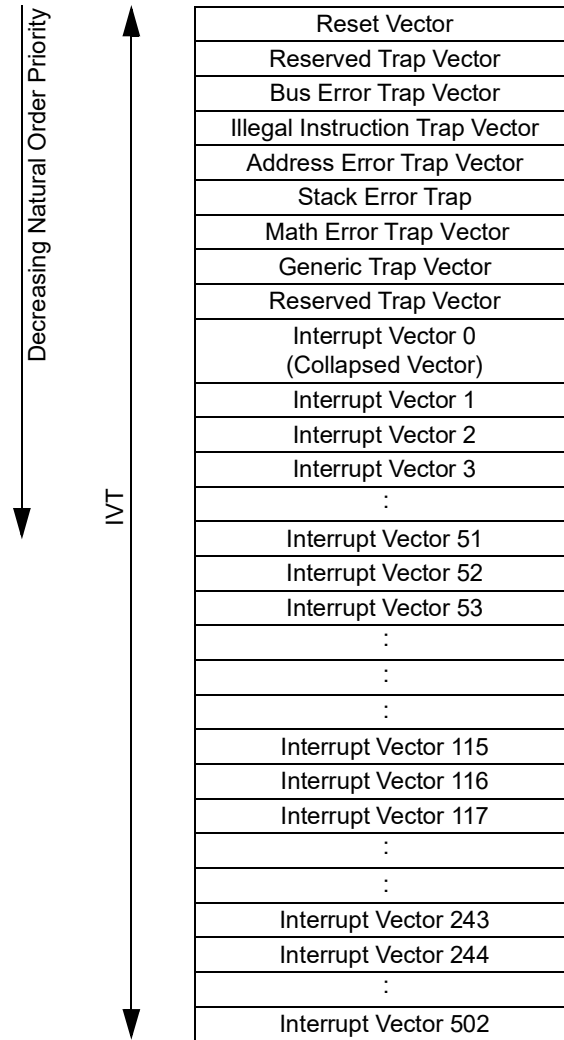 Decreasing Natural Order Priority
IVT
Reset Vector
Reserved Trap Vector
Bus Error Trap Vector
Illegal Instruction Trap Vector
Address Error Trap Vector
Stack Error Trap
Math Error Trap Vector
Generic Trap Vector
Reserved Trap Vector
Interrupt Vector 0
(Collapsed Vector)
Interrupt Vector 1
Interrupt Vector 2
Interrupt Vector 3
:
Interrupt Vector 51
Interrupt Vector 52
Interrupt Vector 53
:
:
:
Interrupt Vector 115
Interrupt Vector 116
Interrupt Vector 117
:
:
Interrupt Vector 243
Interrupt Vector 244
:
Interrupt Vector 502